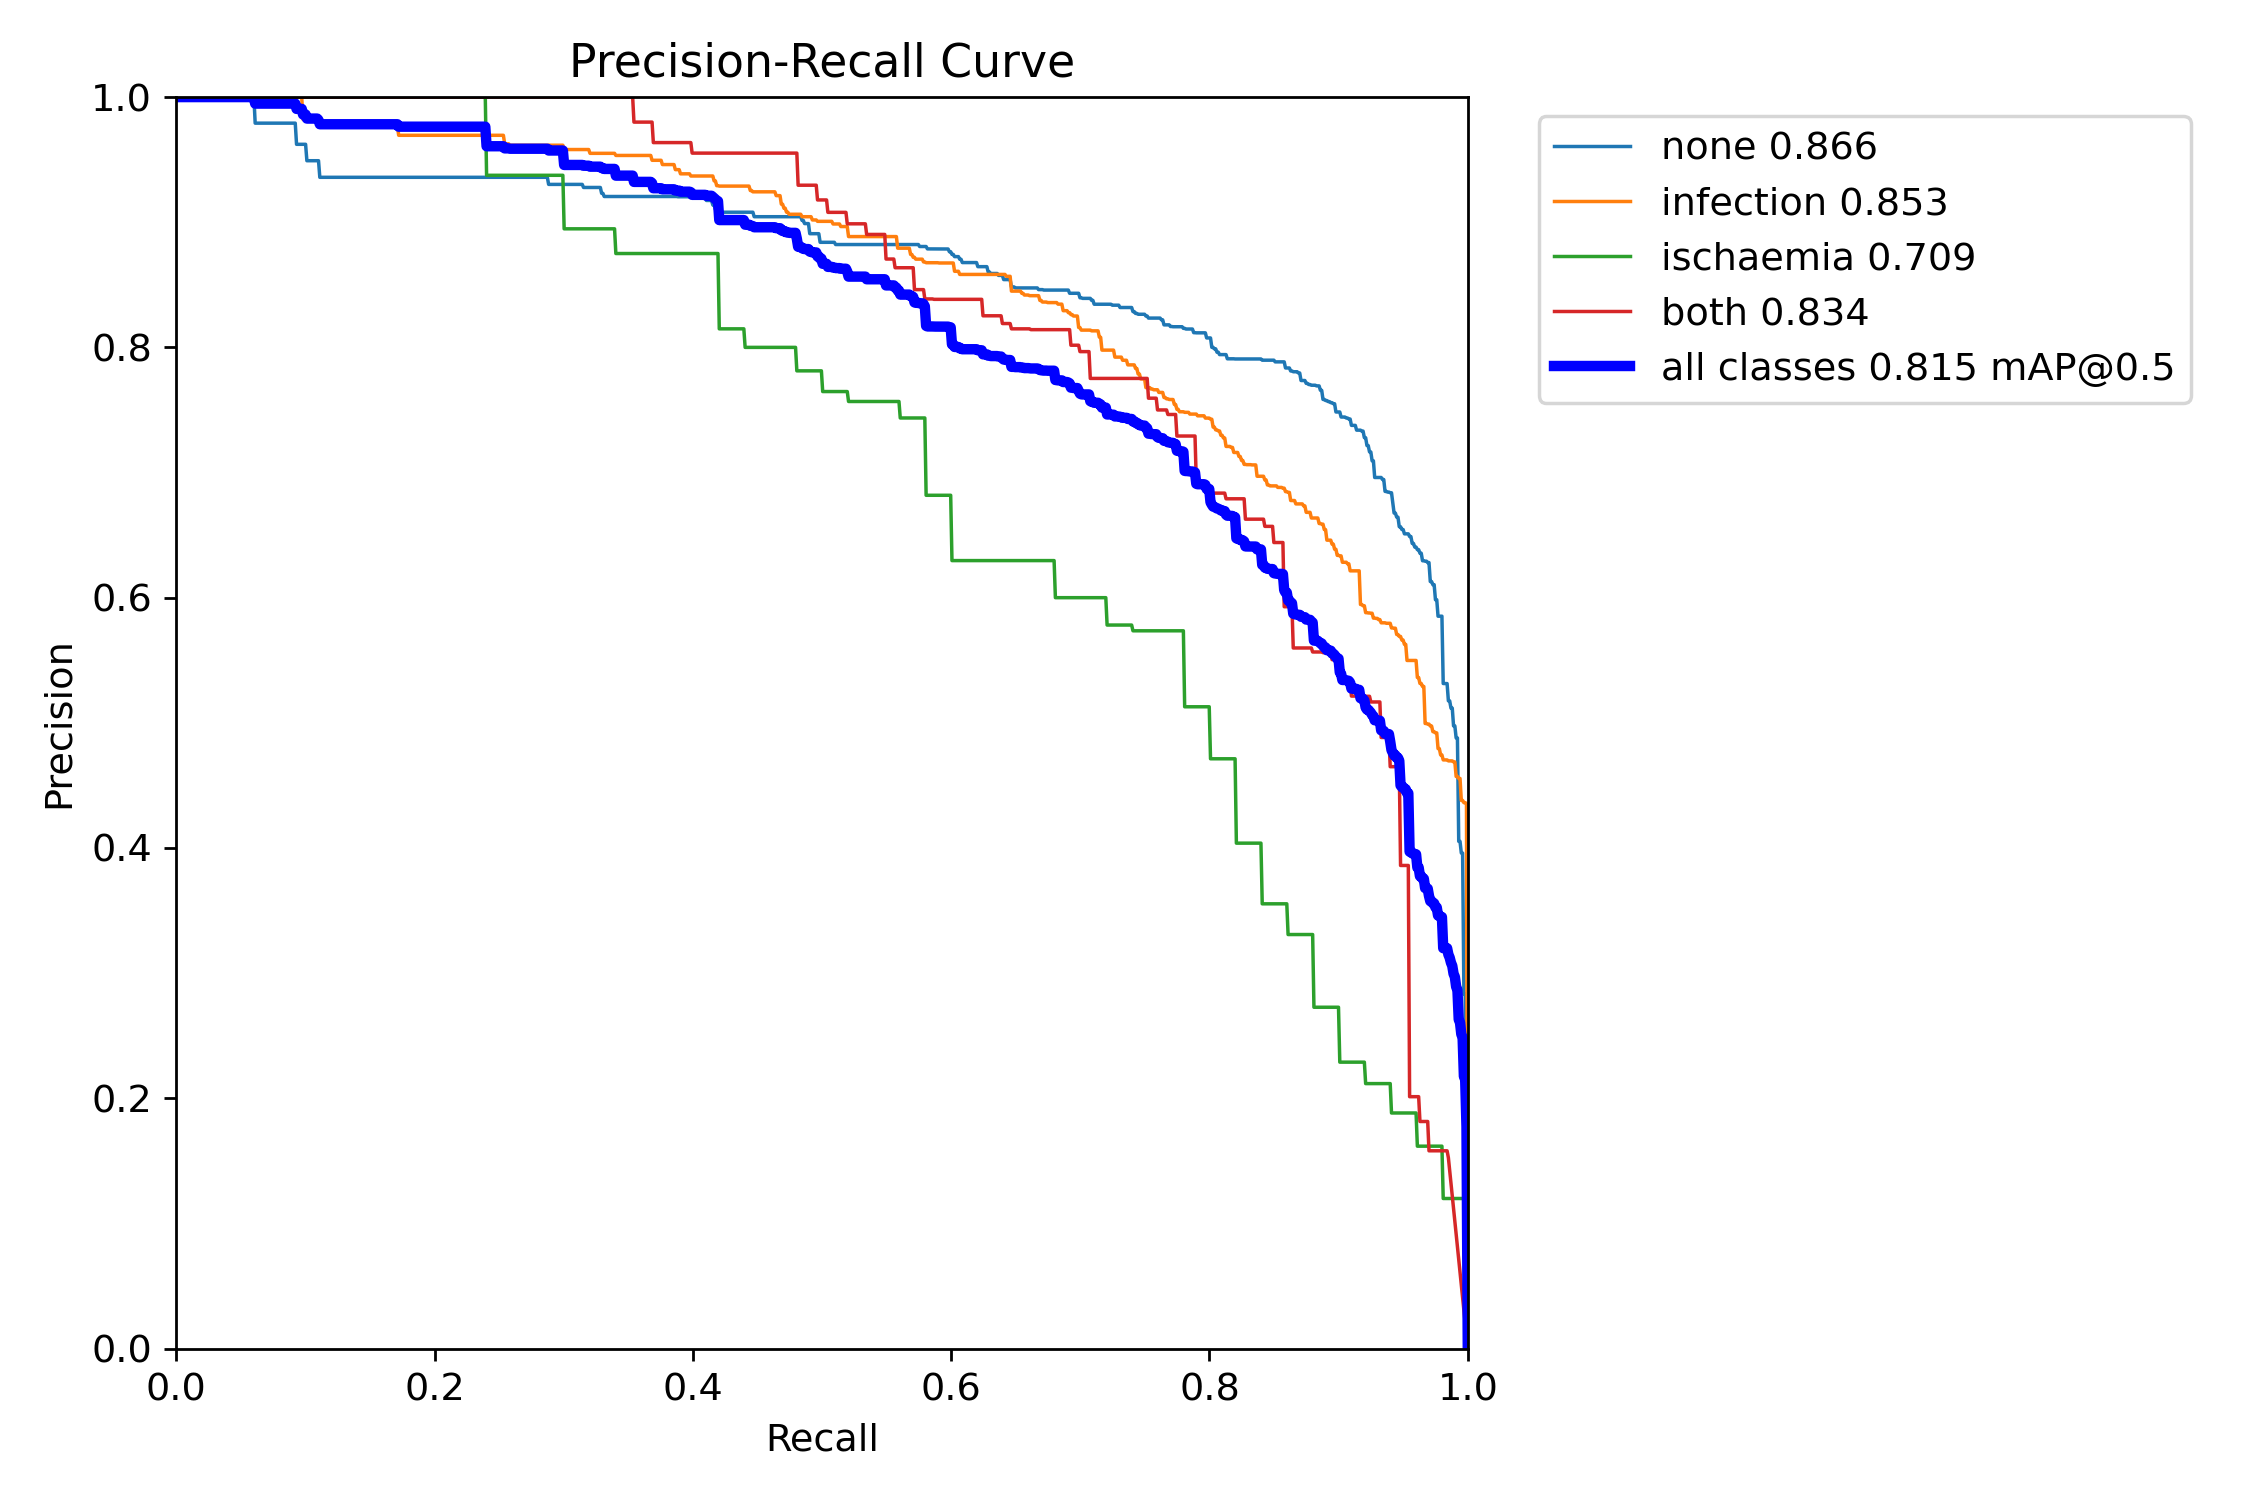 Precision-Recall Curve
1.0
0.8
0.6
0.4
0.2
0.0
Precision
0.0 0.2 0.4 0.6 0.8 1.0
Recall
none 0.866
infection 0.853
ischaemia 0.709
both 0.834
all classes 0.815 mAP@0.5